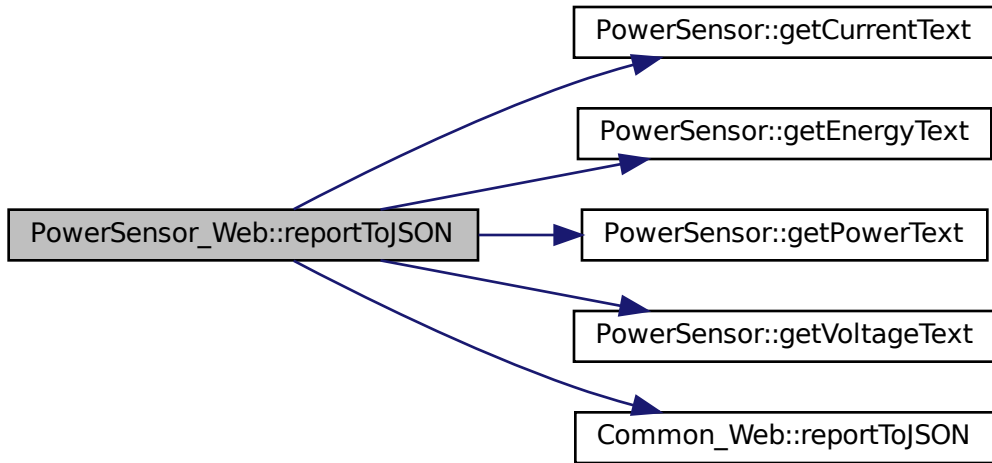 PowerSensor::getCurrentText
PowerSensor::getEnergyText
PowerSensor_Web::reportToJSON
PowerSensor::getPowerText
PowerSensor::getVoltageText
Common_Web::reportToJSON